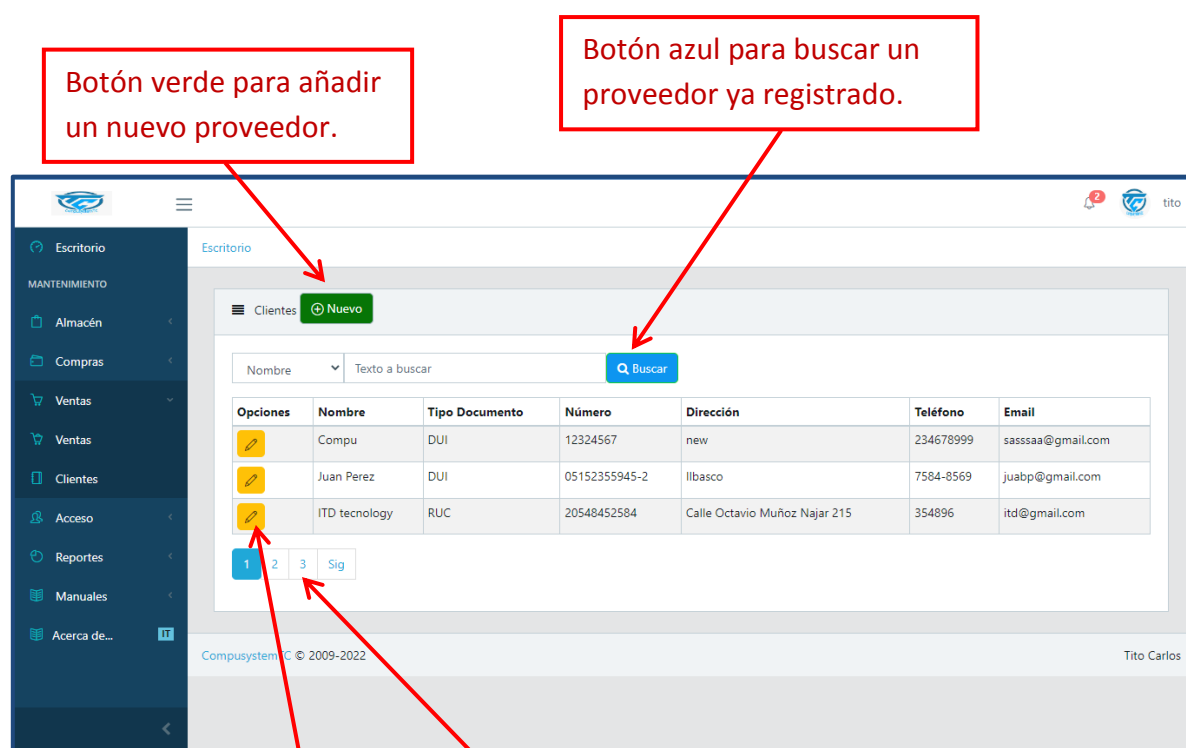 Botón verde para añadir
un nuevo proveedor.
Botón azul para buscar un
proveedor ya registrado.
2
tito
Escritorio
MANTENIMIENTO
Almacén
Compras
Ventas
Ventas
Clientes
Acceso
Reportes
Manuales
Acerca de... IT
Escritorio
Clientes Nuevo
Nombre Texto a buscar Buscar
Opciones Nombre Tipo Documento Número Dirección Teléfono Email
Compu DUI 12324567 new 234678999 sasssaa@gmail.com
Juan Perez DUI 05152355945-2 Ilbasco 7584-8569 juabp@gmail.com
ITD tecnology RUC 20548452584 Calle Octavio Muñoz Najar 215 354896 itd@gmail.com
1 2 3 Sig
CompusystemTC © 2009-2022 Tito Carlos